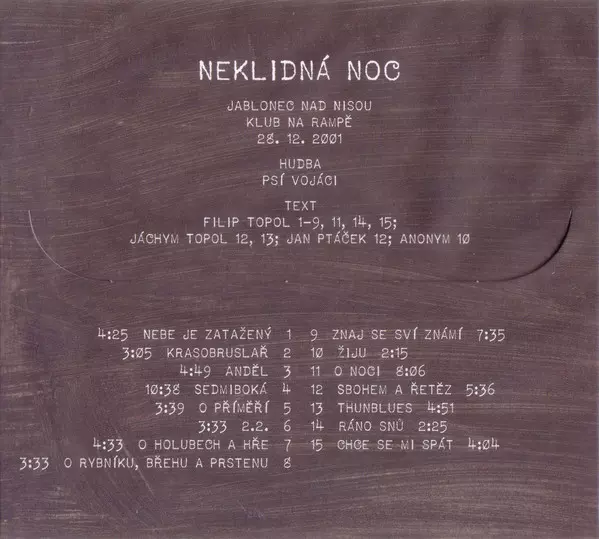 NEKLIDNÁ NOC
JABLONEC NAD NISOU
KLUB NA RAMPĚ
28. 12. 2001
HUDBA
PSÍ VOJÁCI
TEXT
FILIP TOPOL 1-9, 11, 14, 15;
JÁCHYM TOPOL 12, 13; JAN PTÁČEK 12; ANONYM 10
4:25 NEBE JE ZATAŽENÝ 1
3:05 KRASOBRUSLAŘ 2
4:49 ANDĚL 3
10:38 SEDMIBOKÁ 4
3:39 O PŘÍMĚŘÍ 5
3:33 2.2. 6
4:33 O HOLUBECH A HŘE 7
3:33 O RYBNÍKU, BŘEHU A PRSTENU 8
9 ZNAJ SE SVÍ ZNÁMÍ 7:35
10 ŽIJU 2:15
11 O NOCI 8:06
12 SBOHEM A ŘETĚZ 5:36
13 THUNBLUES 4:51
14 RÁNO SNŮ 2:25
15 CHCE SE MI SPÁT 4:04